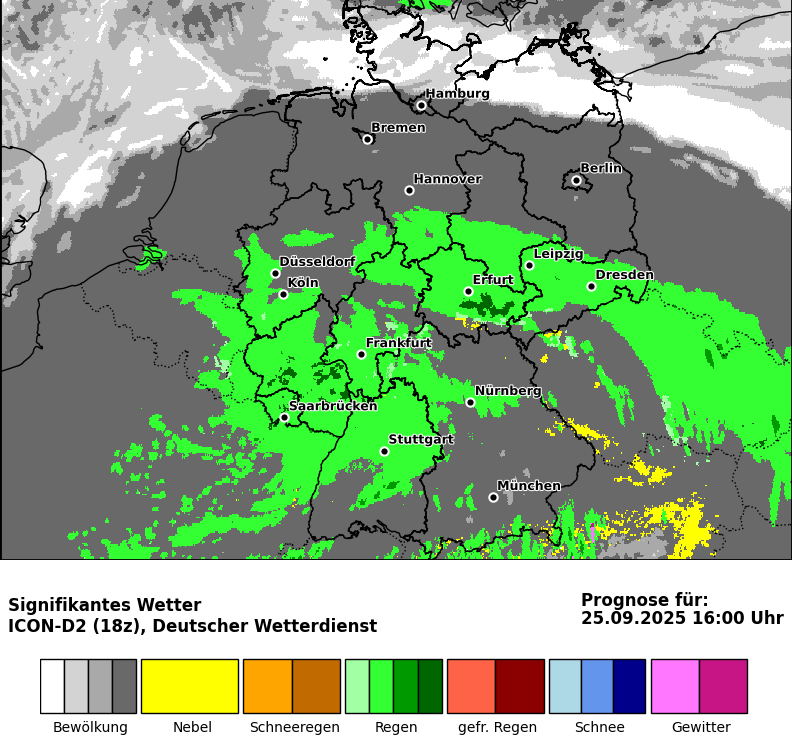 Hamburg
Bremen
Berlin
Hannover
Leipzig
Düsseldorf
Dresden
Erfurt
Köln
Frankfurt
Nürnberg
Saarbrücken
Stuttgart
München
Signifikantes Wetter
ICON-D2 (18z), Deutscher Wetterdienst
Prognose für:
25.09.2025 16:00 Uhr
Bewölkung
Nebel
Schneeregen
Regen
gefr. Regen
Schnee
Gewitter